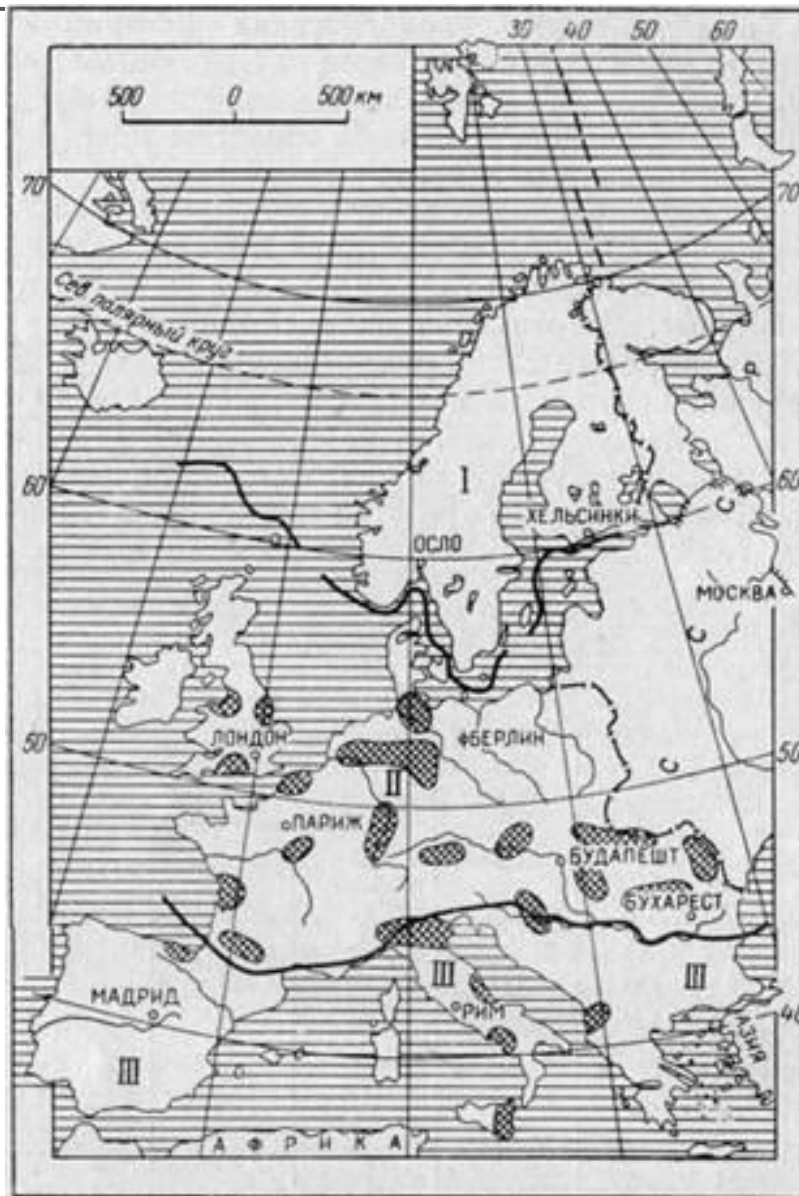 30 40 50 60
500 0 500 км
70 70
Сев полярный круг
60 60
I
ХЕЛЬСИНКИ
ОСЛО
С
МОСКВА
С
ЛОНДОН
БЕРЛИН
50 50
С
II
ПАРИЖ
БУДАПЕШТ
БУХАРЕСТ
МАДРИД
III
РИМ
III
40
АЗИЯ
III
АФРИКА